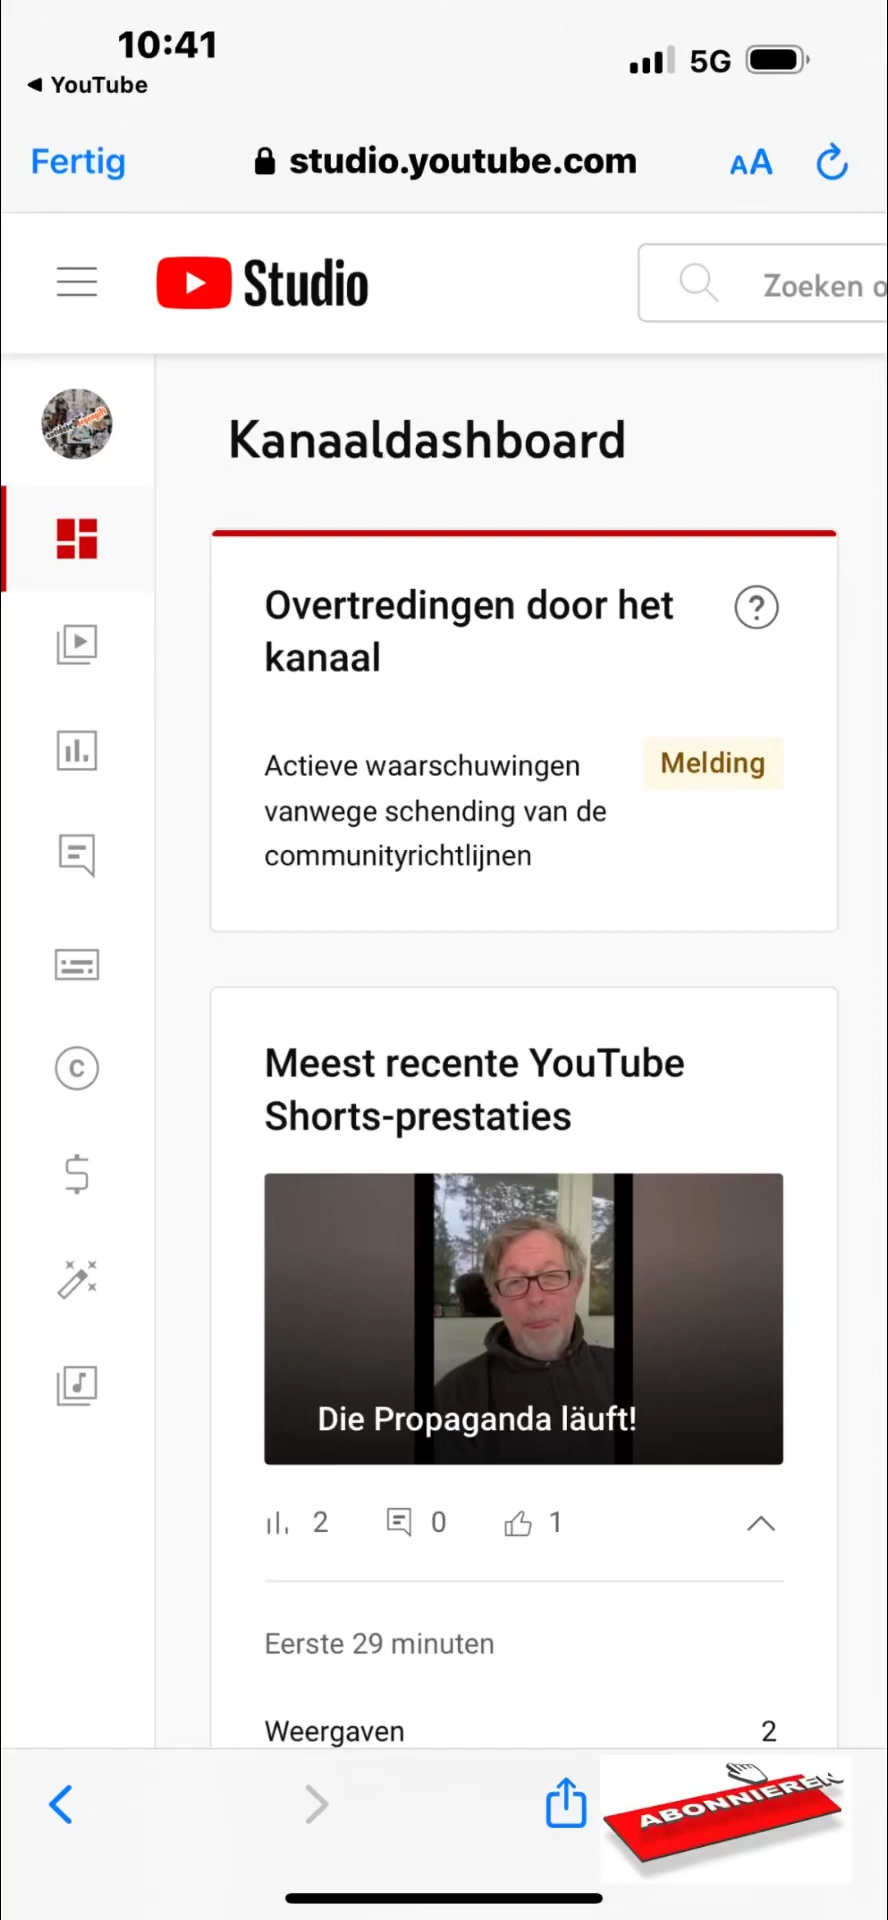 10:41
5G
YouTube
Fertig
studio.youtube.com
AA
Studio
Zoeken o
Kanaaldashboard
Overtredingen door het
kanaal
Actieve waarschuwingen
vanwege schending van de
communityrichtlijnen
Melding
Meest recente YouTube
Shorts-prestaties
Die Propaganda läuft!
2
0
1
Eerste 29 minuten
Weergaven
2
ABONNIEREN